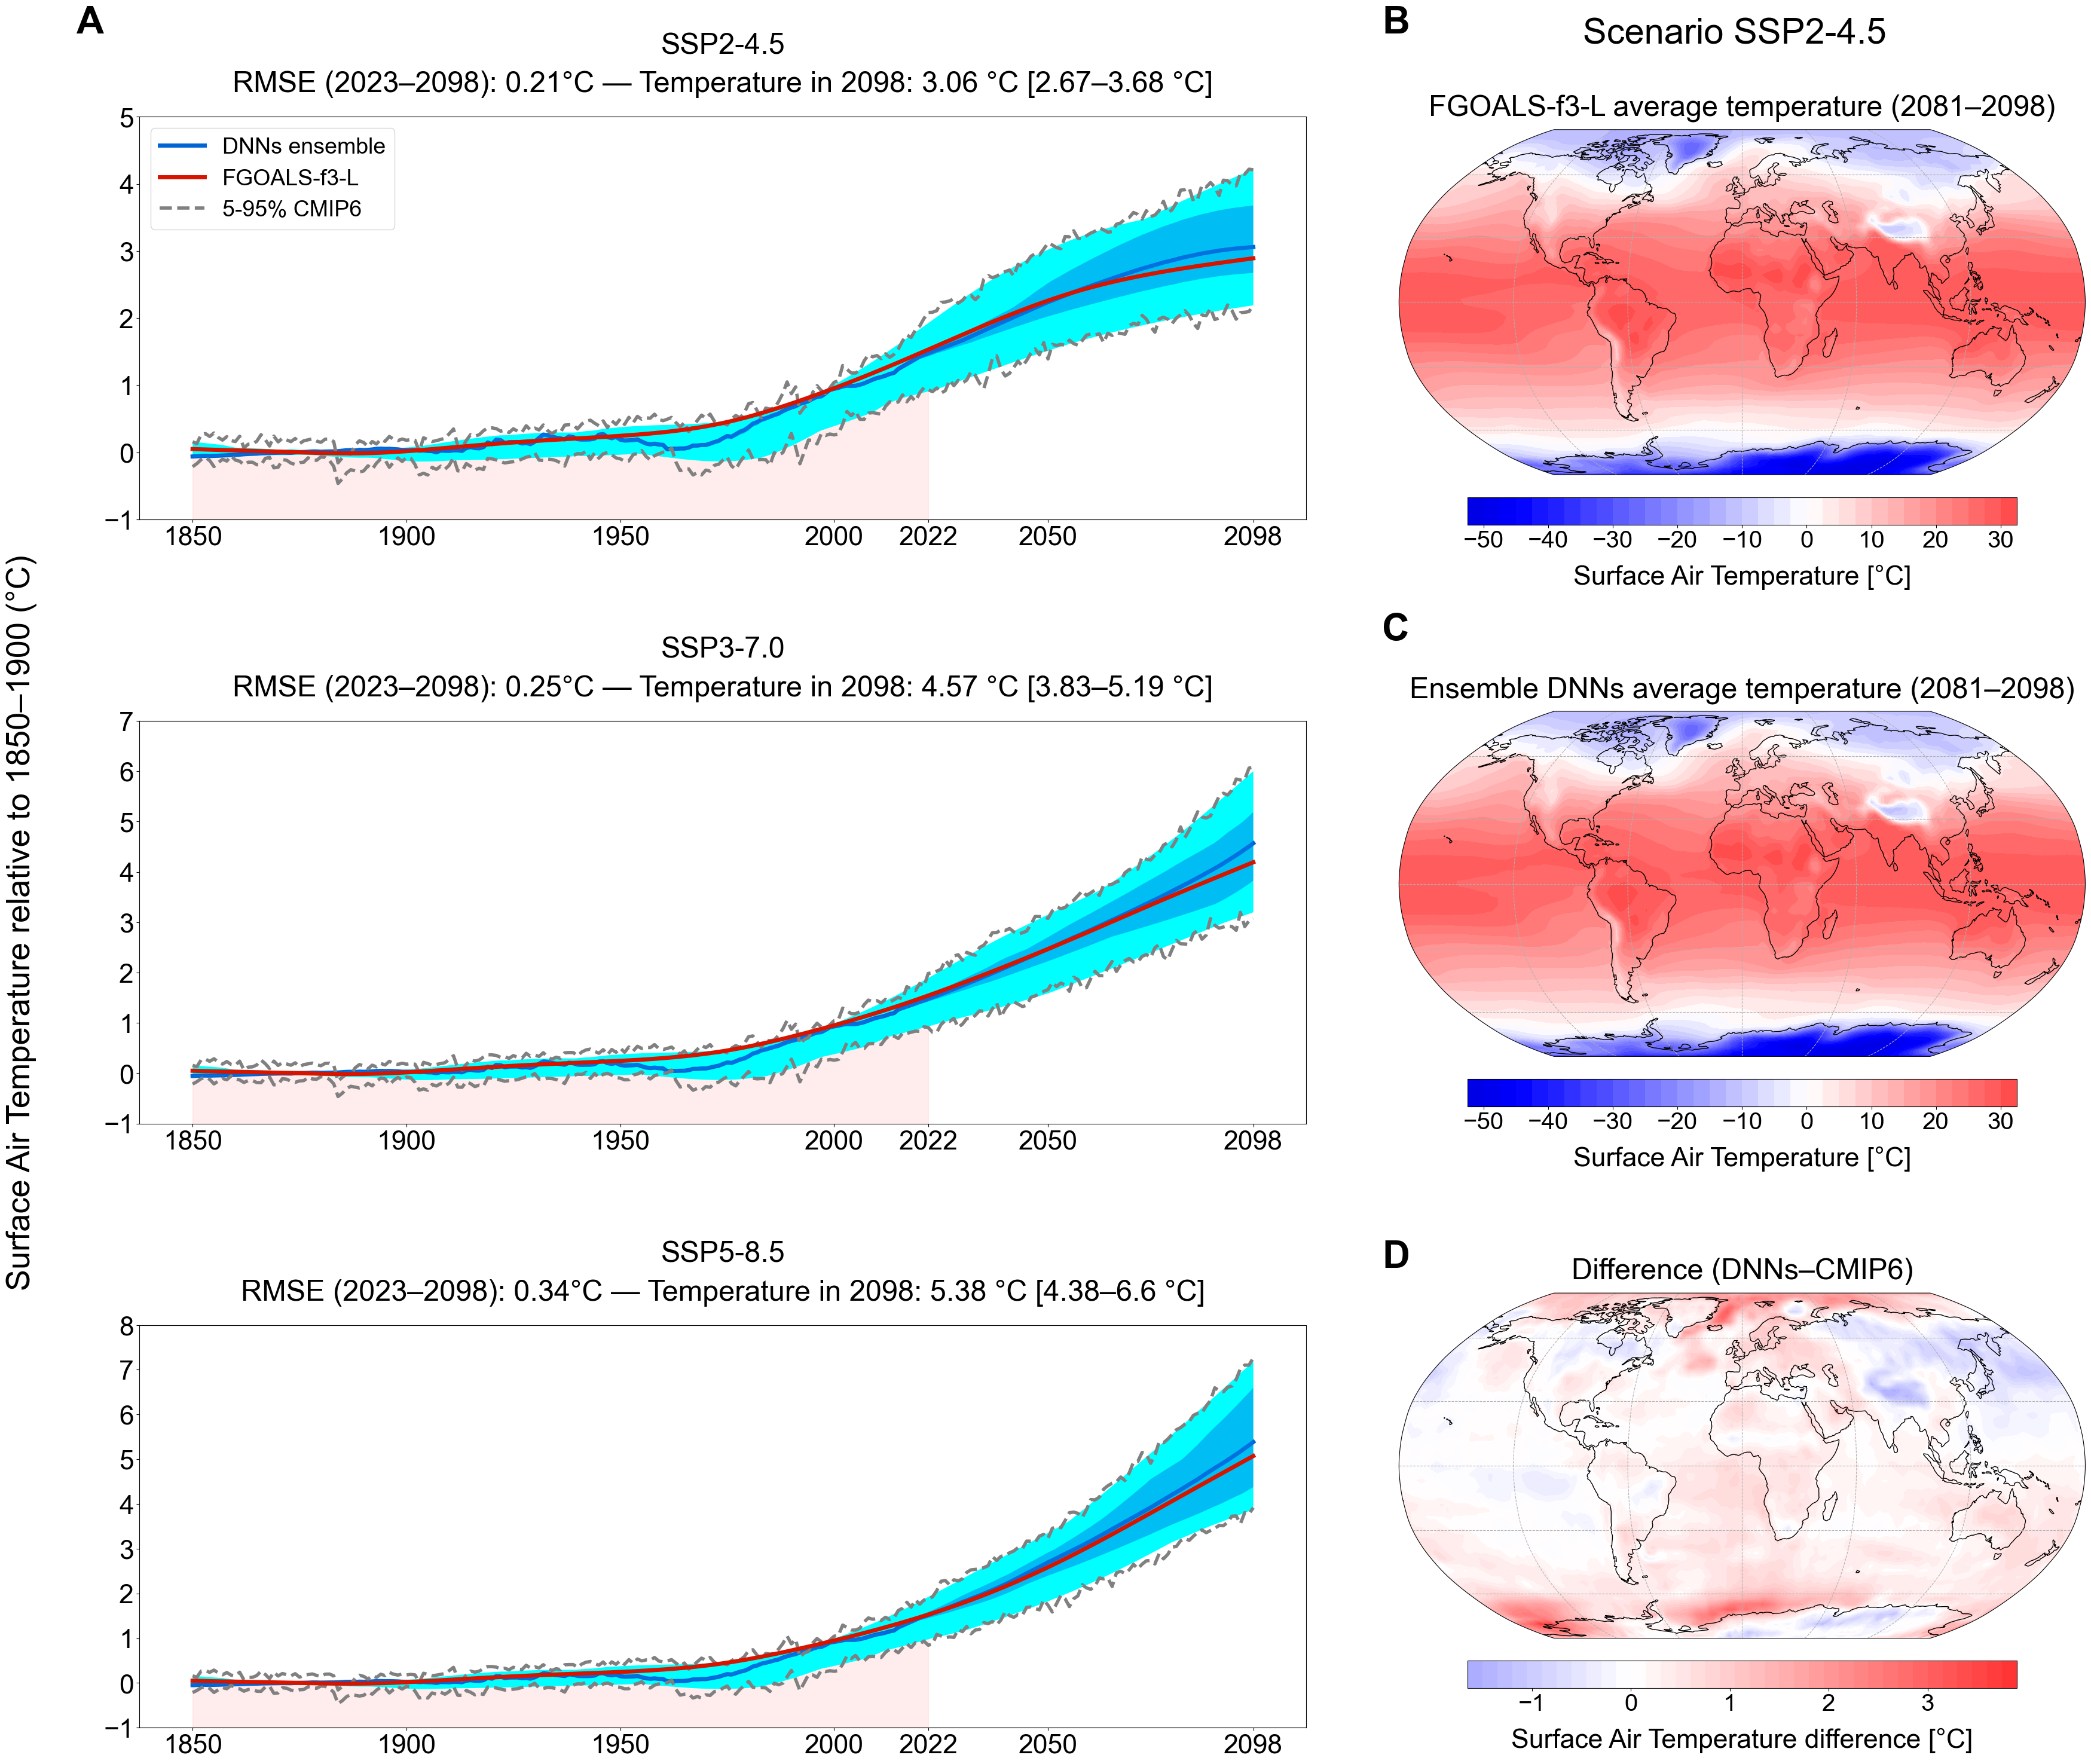 A
SSP2-4.5
RMSE (2023–2098): 0.21°C — Temperature in 2098: 3.06 °C [2.67–3.68 °C]
5
4
3
2
1
0
−1
DNNs ensemble
FGOALS-f3-L
5-95% CMIP6
1850
1900
1950
2000
2022
2050
2098
SSP3-7.0
RMSE (2023–2098): 0.25°C — Temperature in 2098: 4.57 °C [3.83–5.19 °C]
7
6
5
4
3
2
1
0
−1
1850
1900
1950
2000
2022
2050
2098
SSP5-8.5
RMSE (2023–2098): 0.34°C — Temperature in 2098: 5.38 °C [4.38–6.6 °C]
8
7
6
5
4
3
2
1
0
−1
1850
1900
1950
2000
2022
2050
2098
Surface Air Temperature relative to 1850–1900 (°C)
B
Scenario SSP2-4.5
FGOALS-f3-L average temperature (2081–2098)
−50 −40 −30 −20 −10 0 10 20 30
Surface Air Temperature [°C]
C
Ensemble DNNs average temperature (2081–2098)
−50 −40 −30 −20 −10 0 10 20 30
Surface Air Temperature [°C]
D
Difference (DNNs–CMIP6)
−1 0 1 2 3
Surface Air Temperature difference [°C]